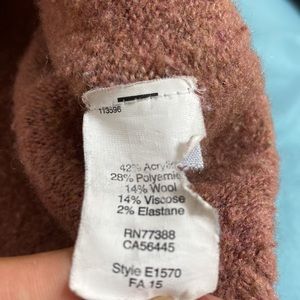 113596
42% Acrylic
28% Polyamide
14% Wool
14% Viscose
2% Elastane
RN77388
CA56445
Style E1570
FA 15